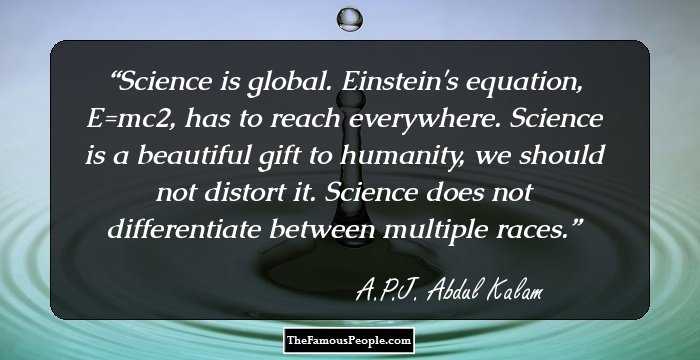 “Science is global. Einstein's equation,
E=mc2, has to reach everywhere. Science
is a beautiful gift to humanity, we should
not distort it. Science does not
differentiate between multiple races.”
A.P.J. Abdul Kalam
TheFamousPeople.com